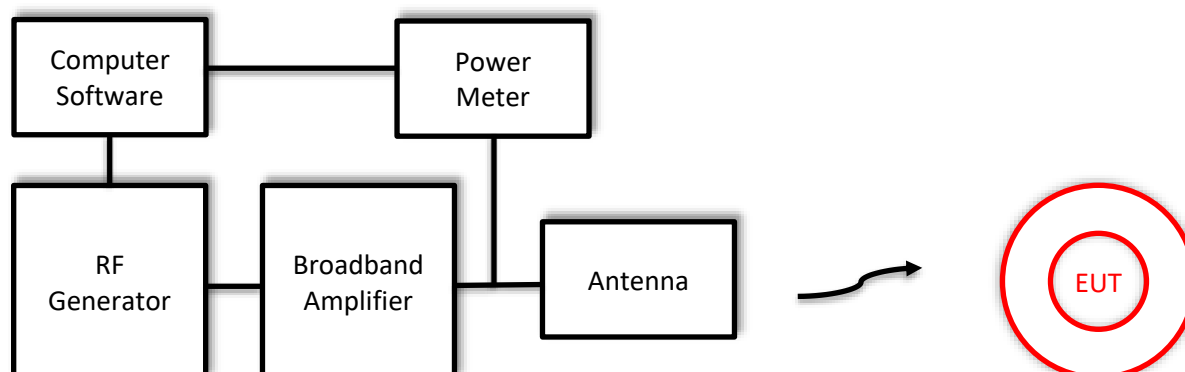 Computer
Software
Power
Meter
RF
Generator
Broadband
Amplifier
Antenna
EUT